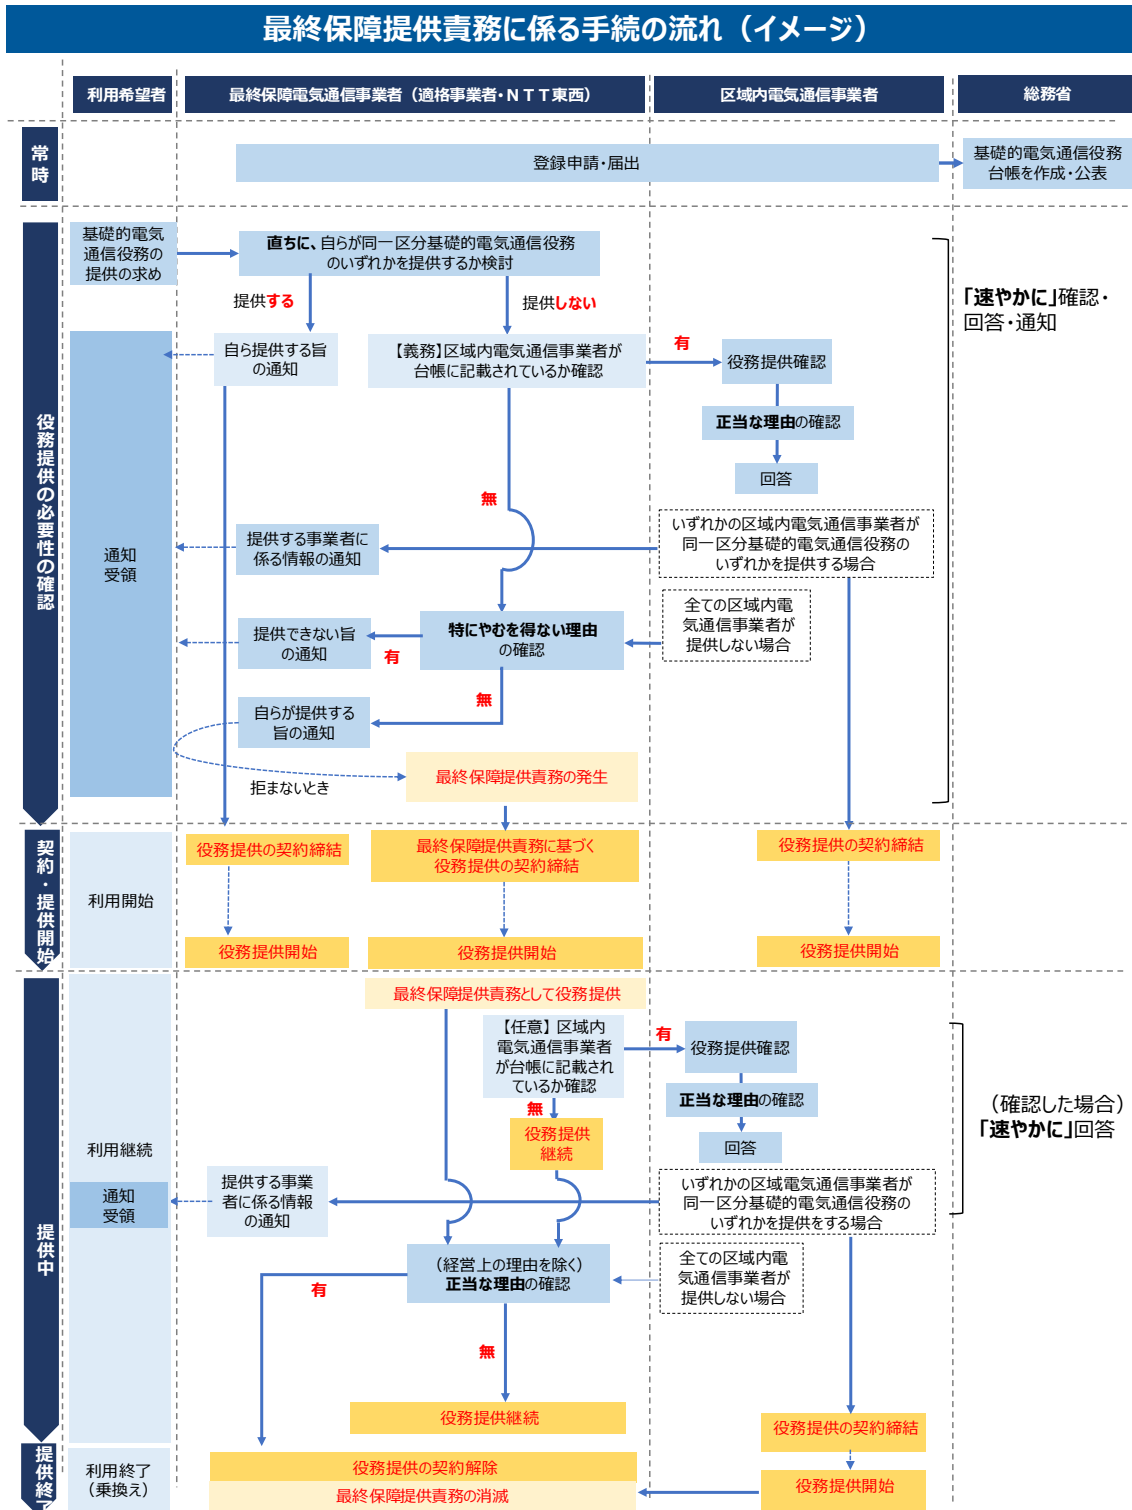 最終保障提供責務に係る手続の流れ（イメージ）
利用希望者
最終保障電気通信事業者（適格事業者・ＮＴＴ東西）
区域内電気通信事業者
総務省
常時
登録申請・届出
基礎的電気通信役務
台帳を作成・公表
役務提供の必要性の確認
基礎的電気
通信役務の
提供の求め
直ちに、自らが同一区分基礎的電気通信役務
のいずれかを提供するか検討
「速やかに」確認・
回答・通知
提供する
提供しない
自ら提供する旨
の通知
【義務】区域内電気通信事業者が
台帳に記載されているか確認
有
役務提供確認
正当な理由の確認
回答
無
通知
受領
提供する事業者に
係る情報の通知
いずれかの区域内電気通信事業者が
同一区分基礎的電気通信役務の
いずれかを提供する場合
全ての区域内電
気通信事業者が
提供しない場合
特にやむを得ない理由
の確認
提供できない旨
の通知
有
無
自らが提供する
旨の通知
拒まないとき
最終保障提供責務の発生
契約・提供開始
利用開始
役務提供の契約締結
最終保障提供責務に基づく
役務提供の契約締結
役務提供の契約締結
役務提供開始
役務提供開始
役務提供開始
提供中
最終保障提供責務として役務提供
【任意】区域内
電気通信事業者
が台帳に記載され
ているか確認
有
役務提供確認
正当な理由の確認
回答
（確認した場合）
「速やかに」回答
無
役務提供
継続
利用継続
通知
受領
提供する事業
者に係る情報
の通知
いずれかの区域電気通信事業者が
同一区分基礎的電気通信役務の
いずれかを提供をする場合
（経営上の理由を除く）
正当な理由の確認
全ての区域内電
気通信事業者が
提供しない場合
有
無
役務提供継続
役務提供の契約締結
提供終了
利用終了
（乗換え）
役務提供の契約解除
最終保障提供責務の消滅
役務提供開始